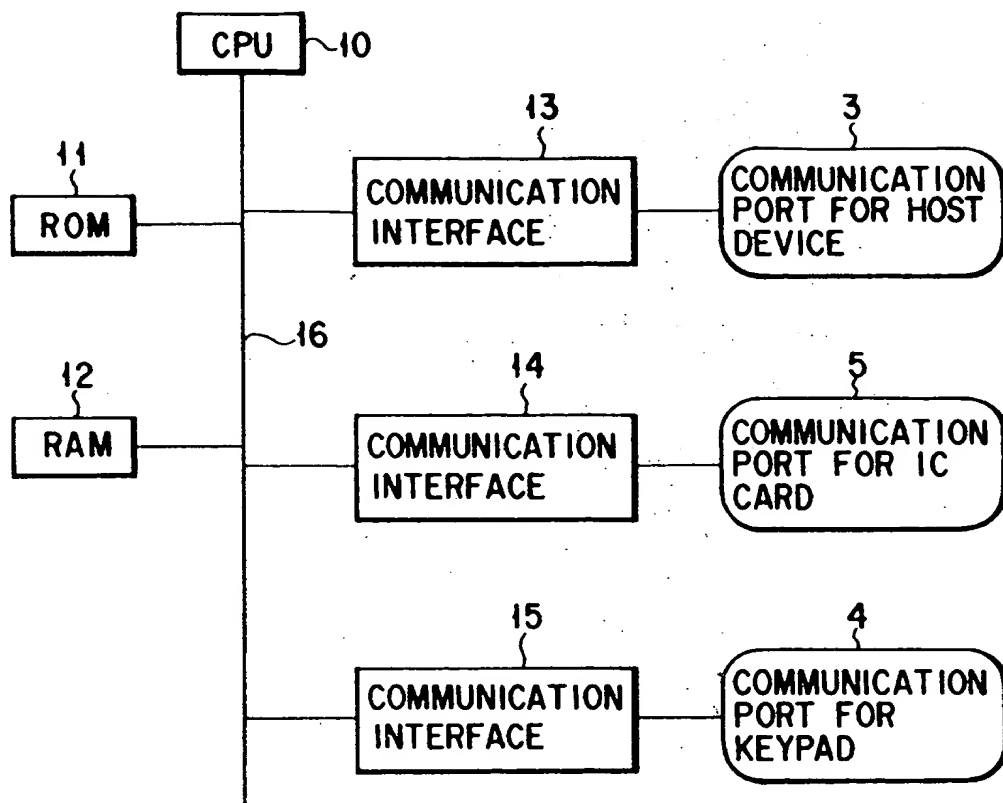 CPU
10
13
3
11
COMMUNICATION
INTERFACE
COMMUNICATION
PORT FOR HOST
DEVICE
ROM
16
12
14
5
RAM
COMMUNICATION
INTERFACE
COMMUNICATION
PORT FOR IC
CARD
15
4
COMMUNICATION
INTERFACE
COMMUNICATION
PORT FOR
KEYPAD